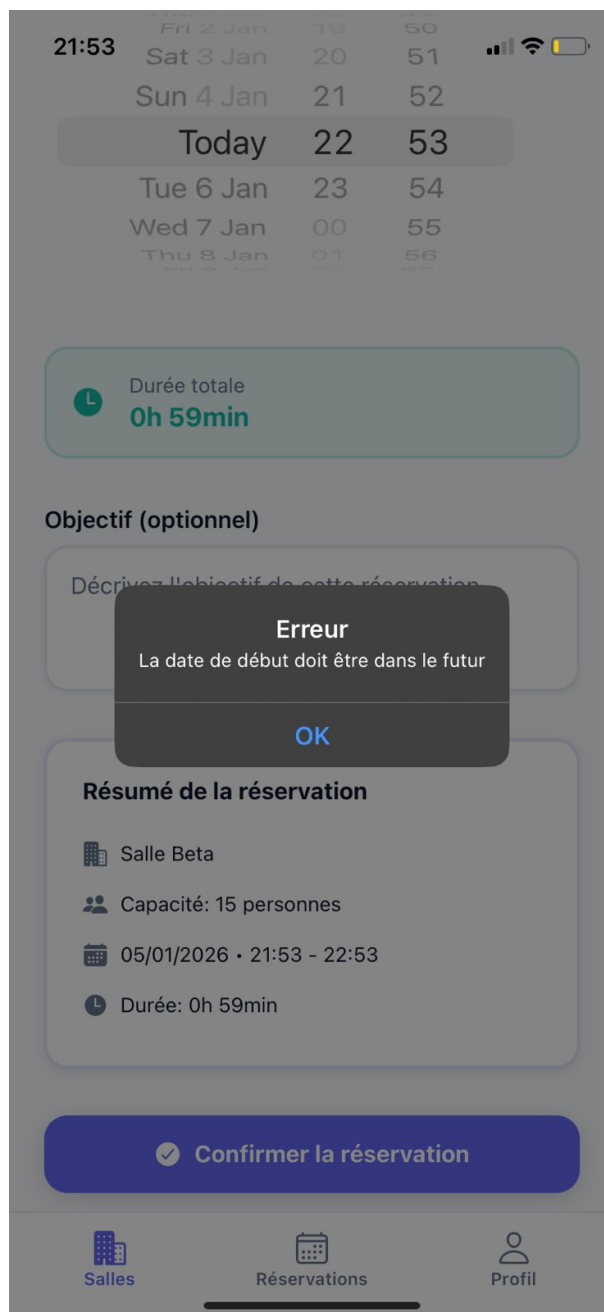 21:53
Fri 2 Jan 19 50
Sat 3 Jan 20 51
Sun 4 Jan 21 52
Today 22 53
Tue 6 Jan 23 54
Wed 7 Jan 00 55
Thu 8 Jan 01 56
Durée totale
0h 59min
Objectif (optionnel)
Erreur
La date de début doit être dans le futur
OK
Résumé de la réservation
Salle Beta
Capacité: 15 personnes
05/01/2026 • 21:53 - 22:53
Durée: 0h 59min
Confirmer la réservation
Salles Réservations Profil